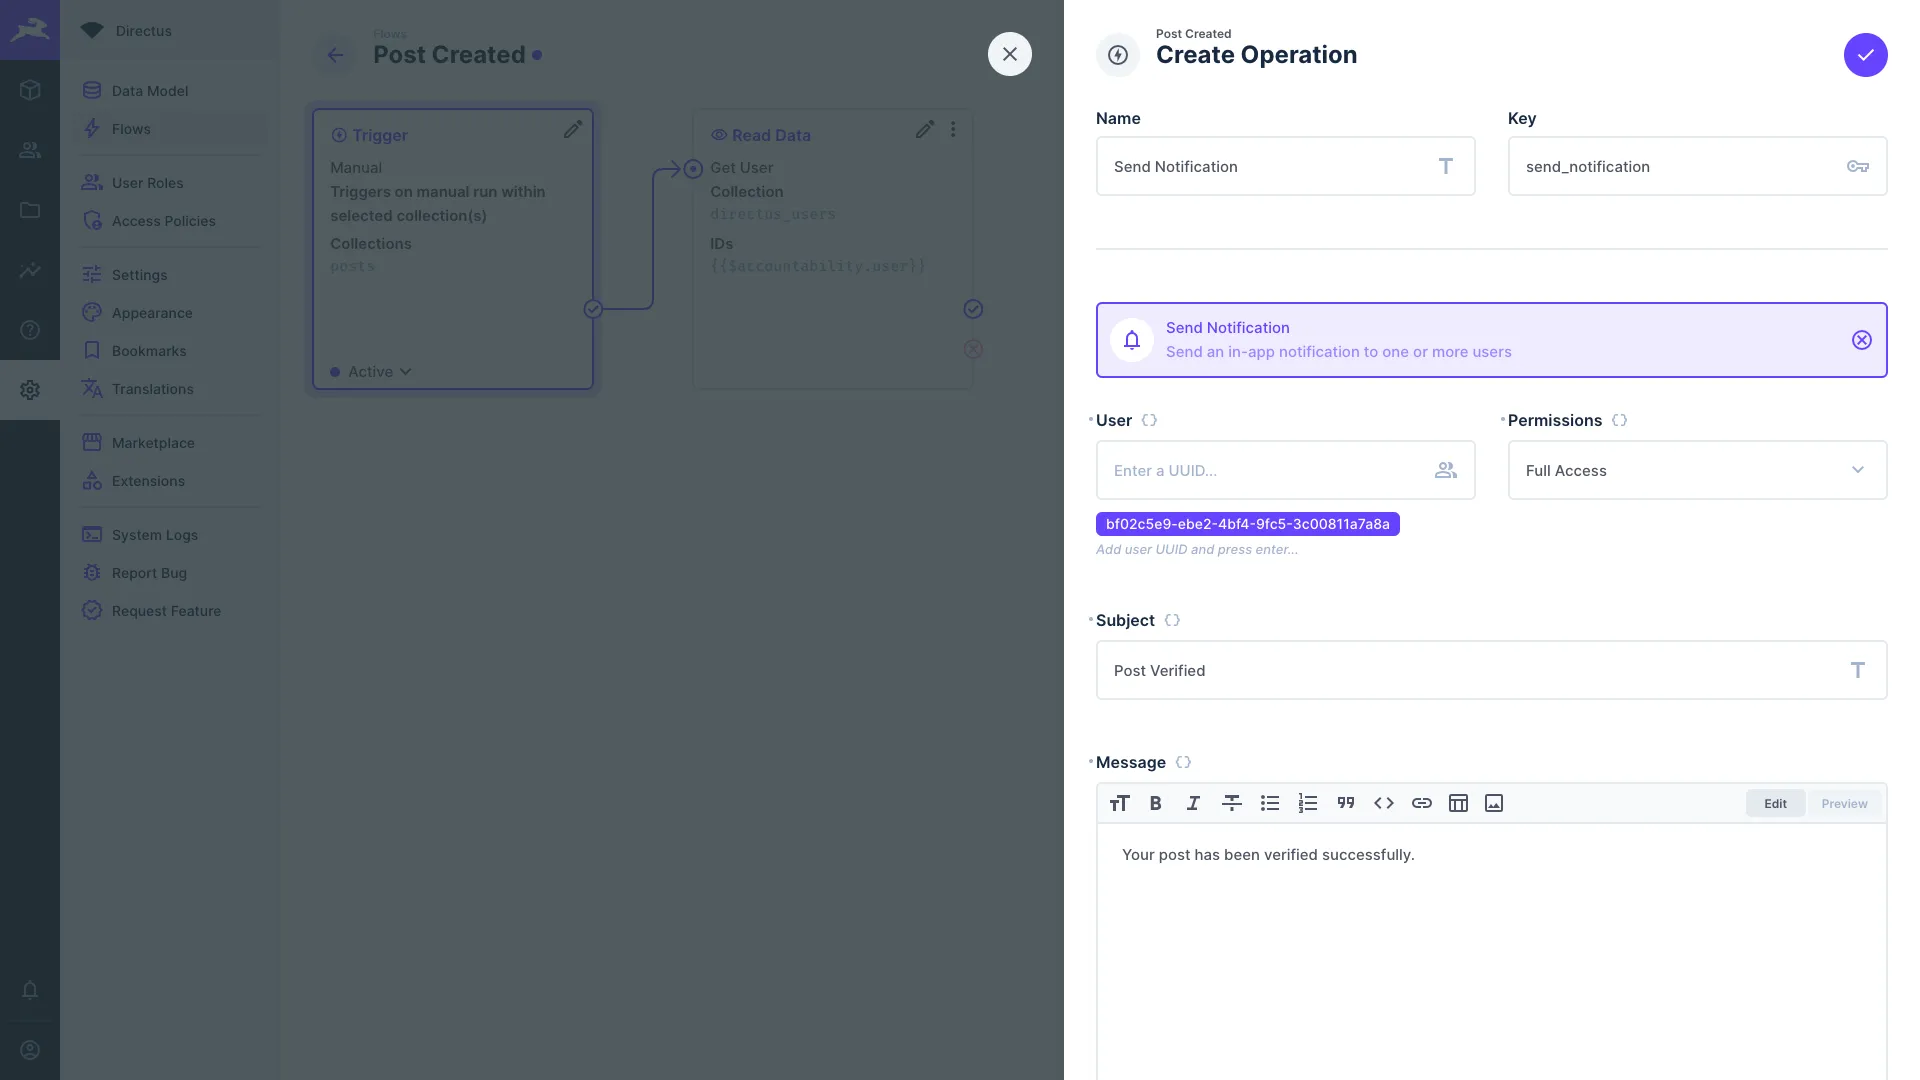 Directus
Data Model
Flows
User Roles
Access Policies
Settings
Appearance
Bookmarks
Translations
Marketplace
Extensions
System Logs
Report Bug
Request Feature
Flows
Post Created
Trigger
Manual
Triggers on manual run within
selected collection(s)
Collections
posts
Active
Read Data
Get User
Collection
directus_users
IDs
{{$accountability.user}}
Post Created
Create Operation
Name
Key
Send Notification
send_notification
Send Notification
Send an in-app notification to one or more users
User
Permissions
Enter a UUID...
Full Access
bf02c5e9-ebe2-4bf4-9fc5-3c00811a7a8a
Add user UUID and press enter...
Subject
Post Verified
Message
Edit
Preview
Your post has been verified successfully.